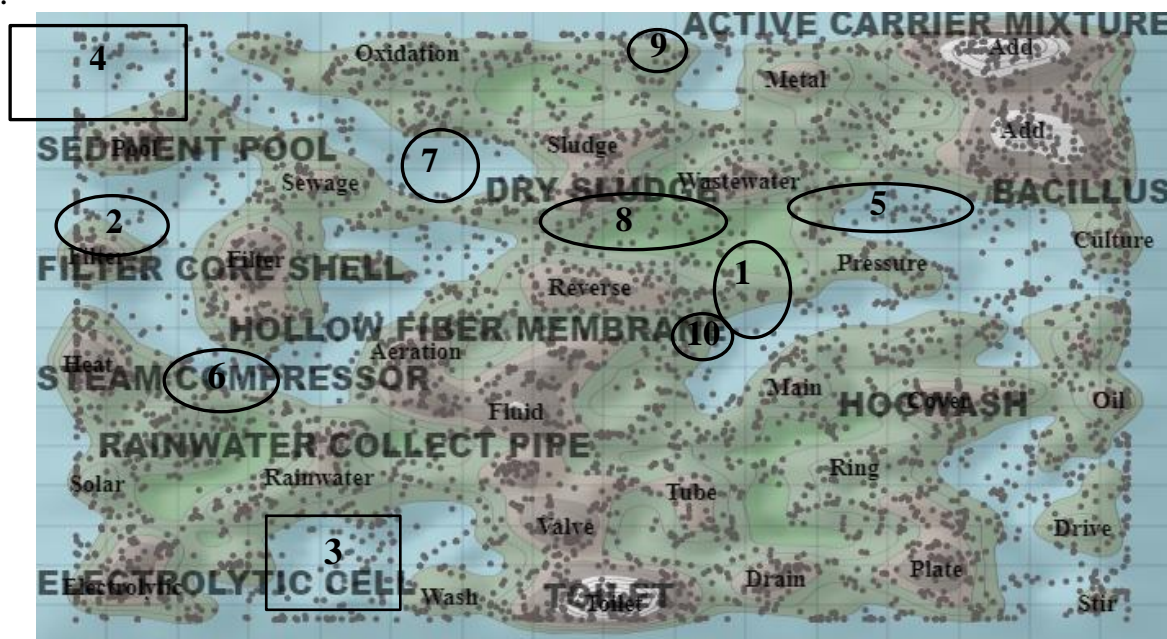 ACTIVE CARRIER MIXTURE
4
Oxidation
9
Add
Metal
Add
SEDIMENT POOL
Pool
7
Sludge
Sewage
DRY SLUDGE
Wastewater
BACILLUS
2
8
5
Culture
Filter
Filter
FILTER CORE SHELL
Reverse
1
Pressure
HOLLOW FIBER MEMBRANE
10
Heat
Aeration
STEAM COMPRESSOR
6
Fluid
Main
HOGWASH
Cover
Oil
RAINWATER COLLECT PIPE
Solar
Rainwater
Tube
Ring
Valve
Drive
3
ELECTROLYTIC CELL
Electrolytic
Wash
TOILET
Toilet
Drain
Plate
Stir